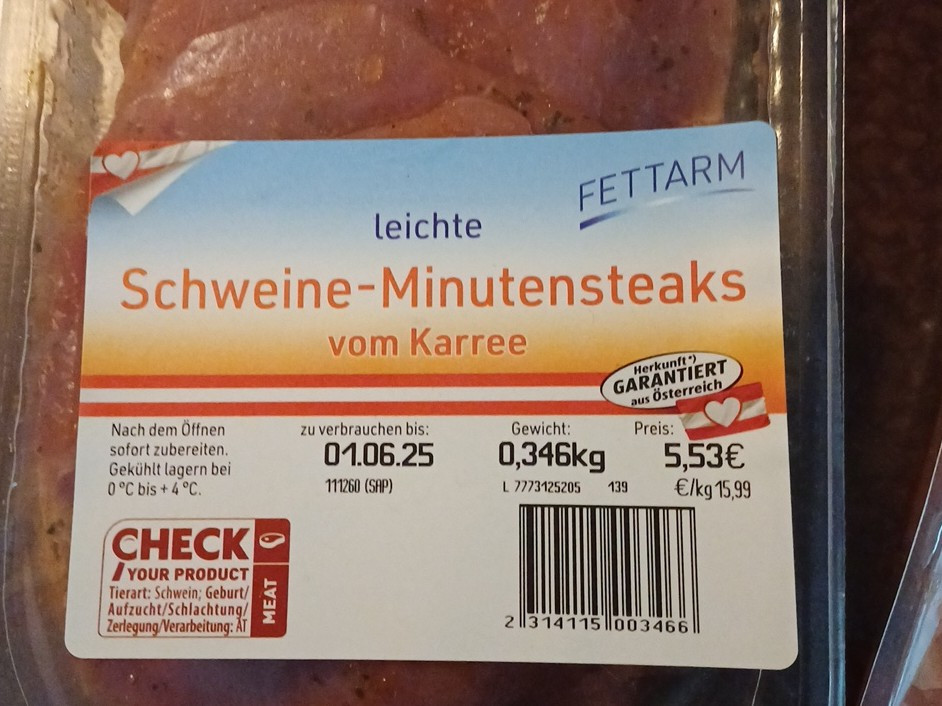 FETTARM
leichte
Schweine-Minutensteaks
vom Karree
Herkunft*)
GARANTIERT
aus Österreich
Nach dem Öffnen
sofort zubereiten.
Gekühlt lagern bei
0 °C bis + 4 °C.
zu verbrauchen bis:
01.06.25
111260 (SAP)
Gewicht:
0,346kg
L 7773125205 139
Preis:
5,53€
€/kg 15,99
CHECK
YOUR PRODUCT
MEAT
Tierart: Schwein; Geburt/
Aufzucht/Schlachtung/
Zerlegung/Verarbeitung: AT
2 314115 003466